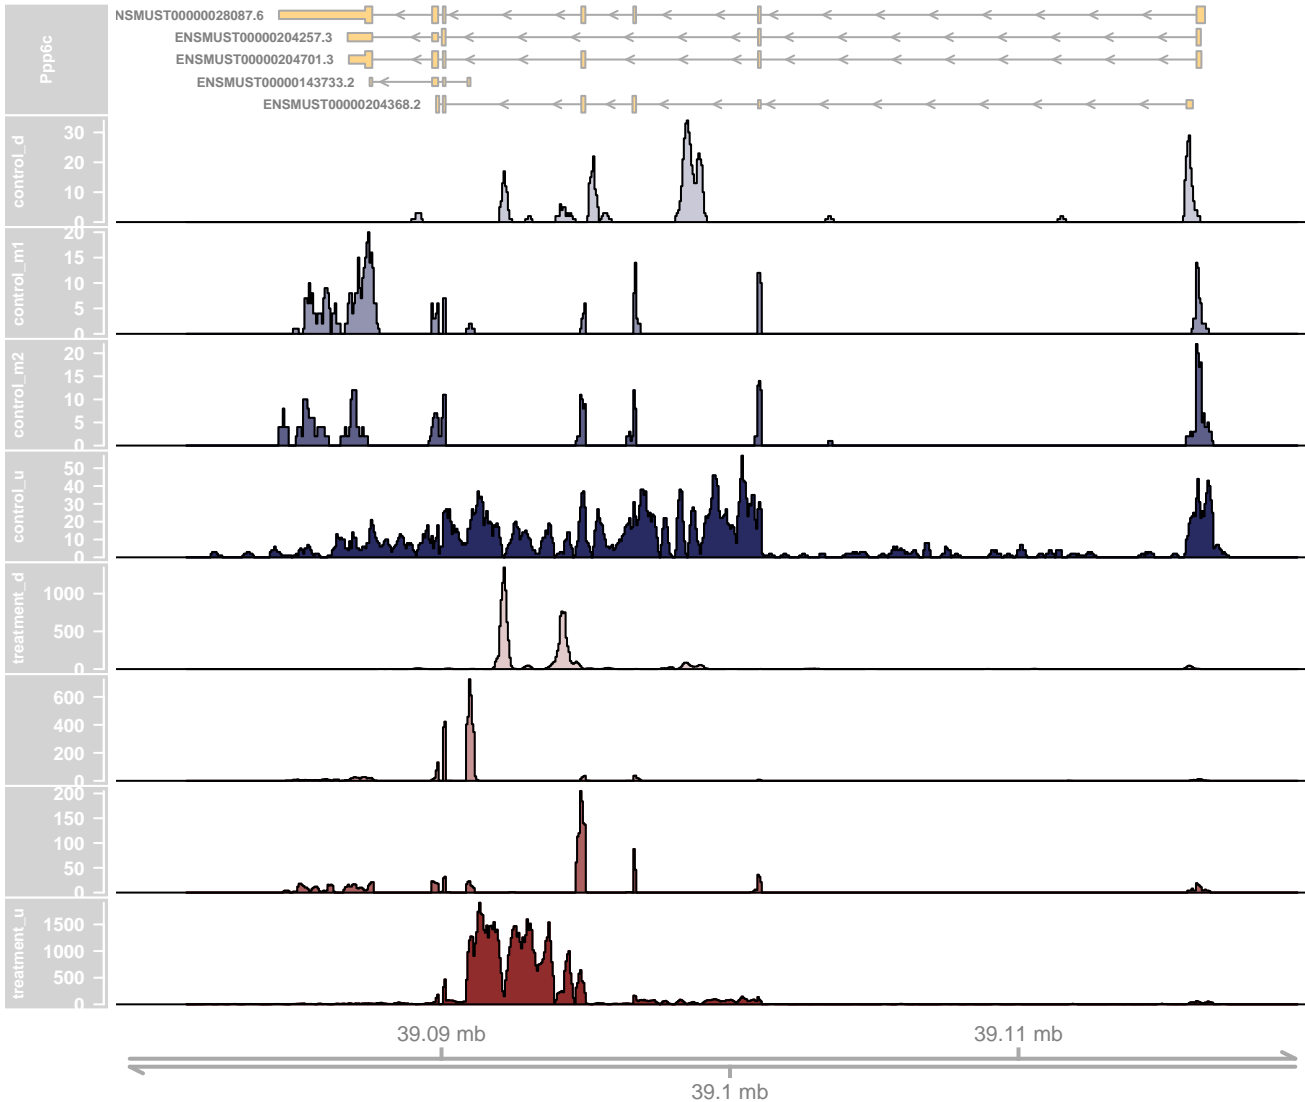 Ppp6c
NSMUST00000028087.6
ENSMUST00000204257.3
ENSMUST00000204701.3
ENSMUST00000143733.2
ENSMUST00000204368.2
control_d
30
20
10
0
control_m1
20
15
10
5
0
control_m2
20
15
10
5
0
control_u
50
40
30
20
10
0
treatment_d
1000
500
0
600
400
200
0
200
150
100
50
0
treatment_u
1500
1000
500
0
39.09 mb
39.11 mb
39.1 mb